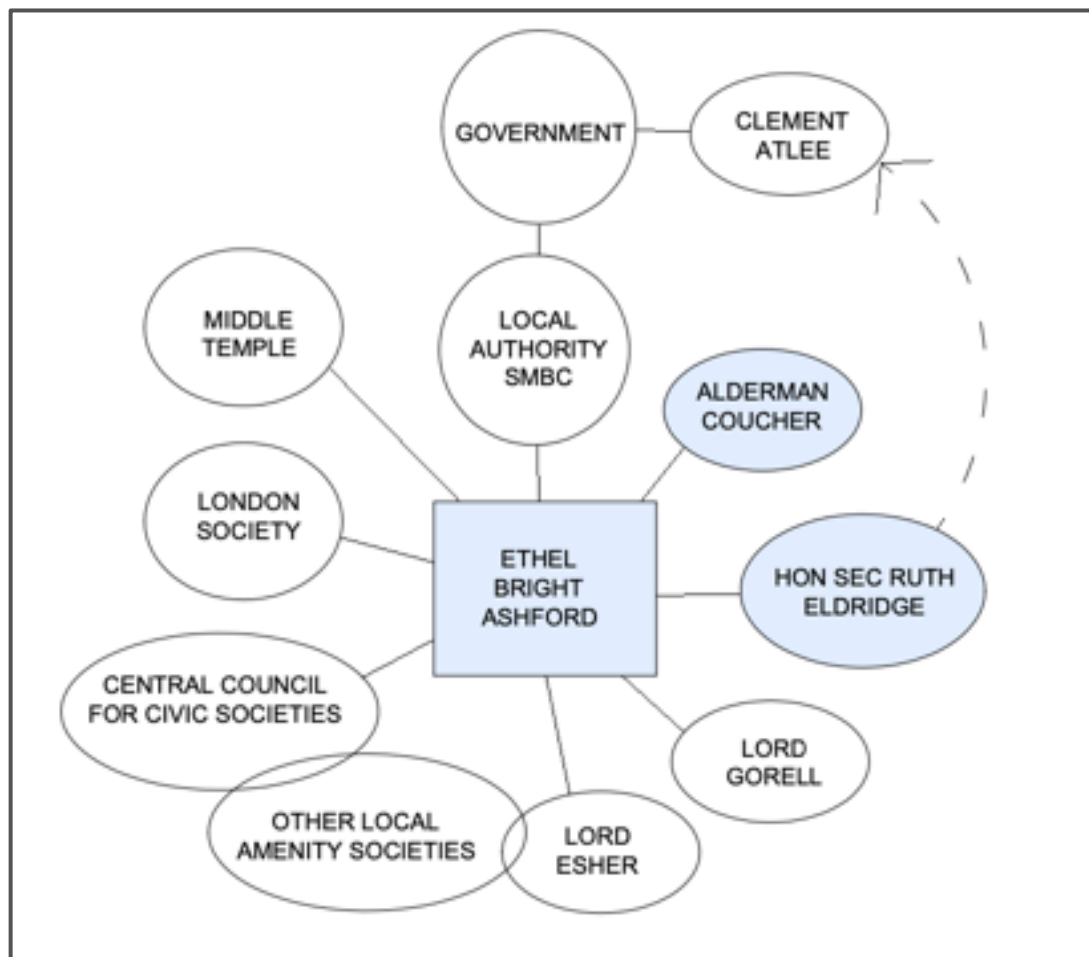 GOVERNMENT
CLEMENT
ATLEE
MIDDLE
TEMPLE
LOCAL
AUTHORITY
SMBC
ALDERMAN
COUCHER
LONDON
SOCIETY
ETHEL
BRIGHT
ASHFORD
HON SEC RUTH
ELDRIDGE
CENTRAL COUNCIL
FOR CIVIC SOCIETIES
LORD
GORELL
OTHER LOCAL
AMENITY SOCIETIES
LORD
ESHER